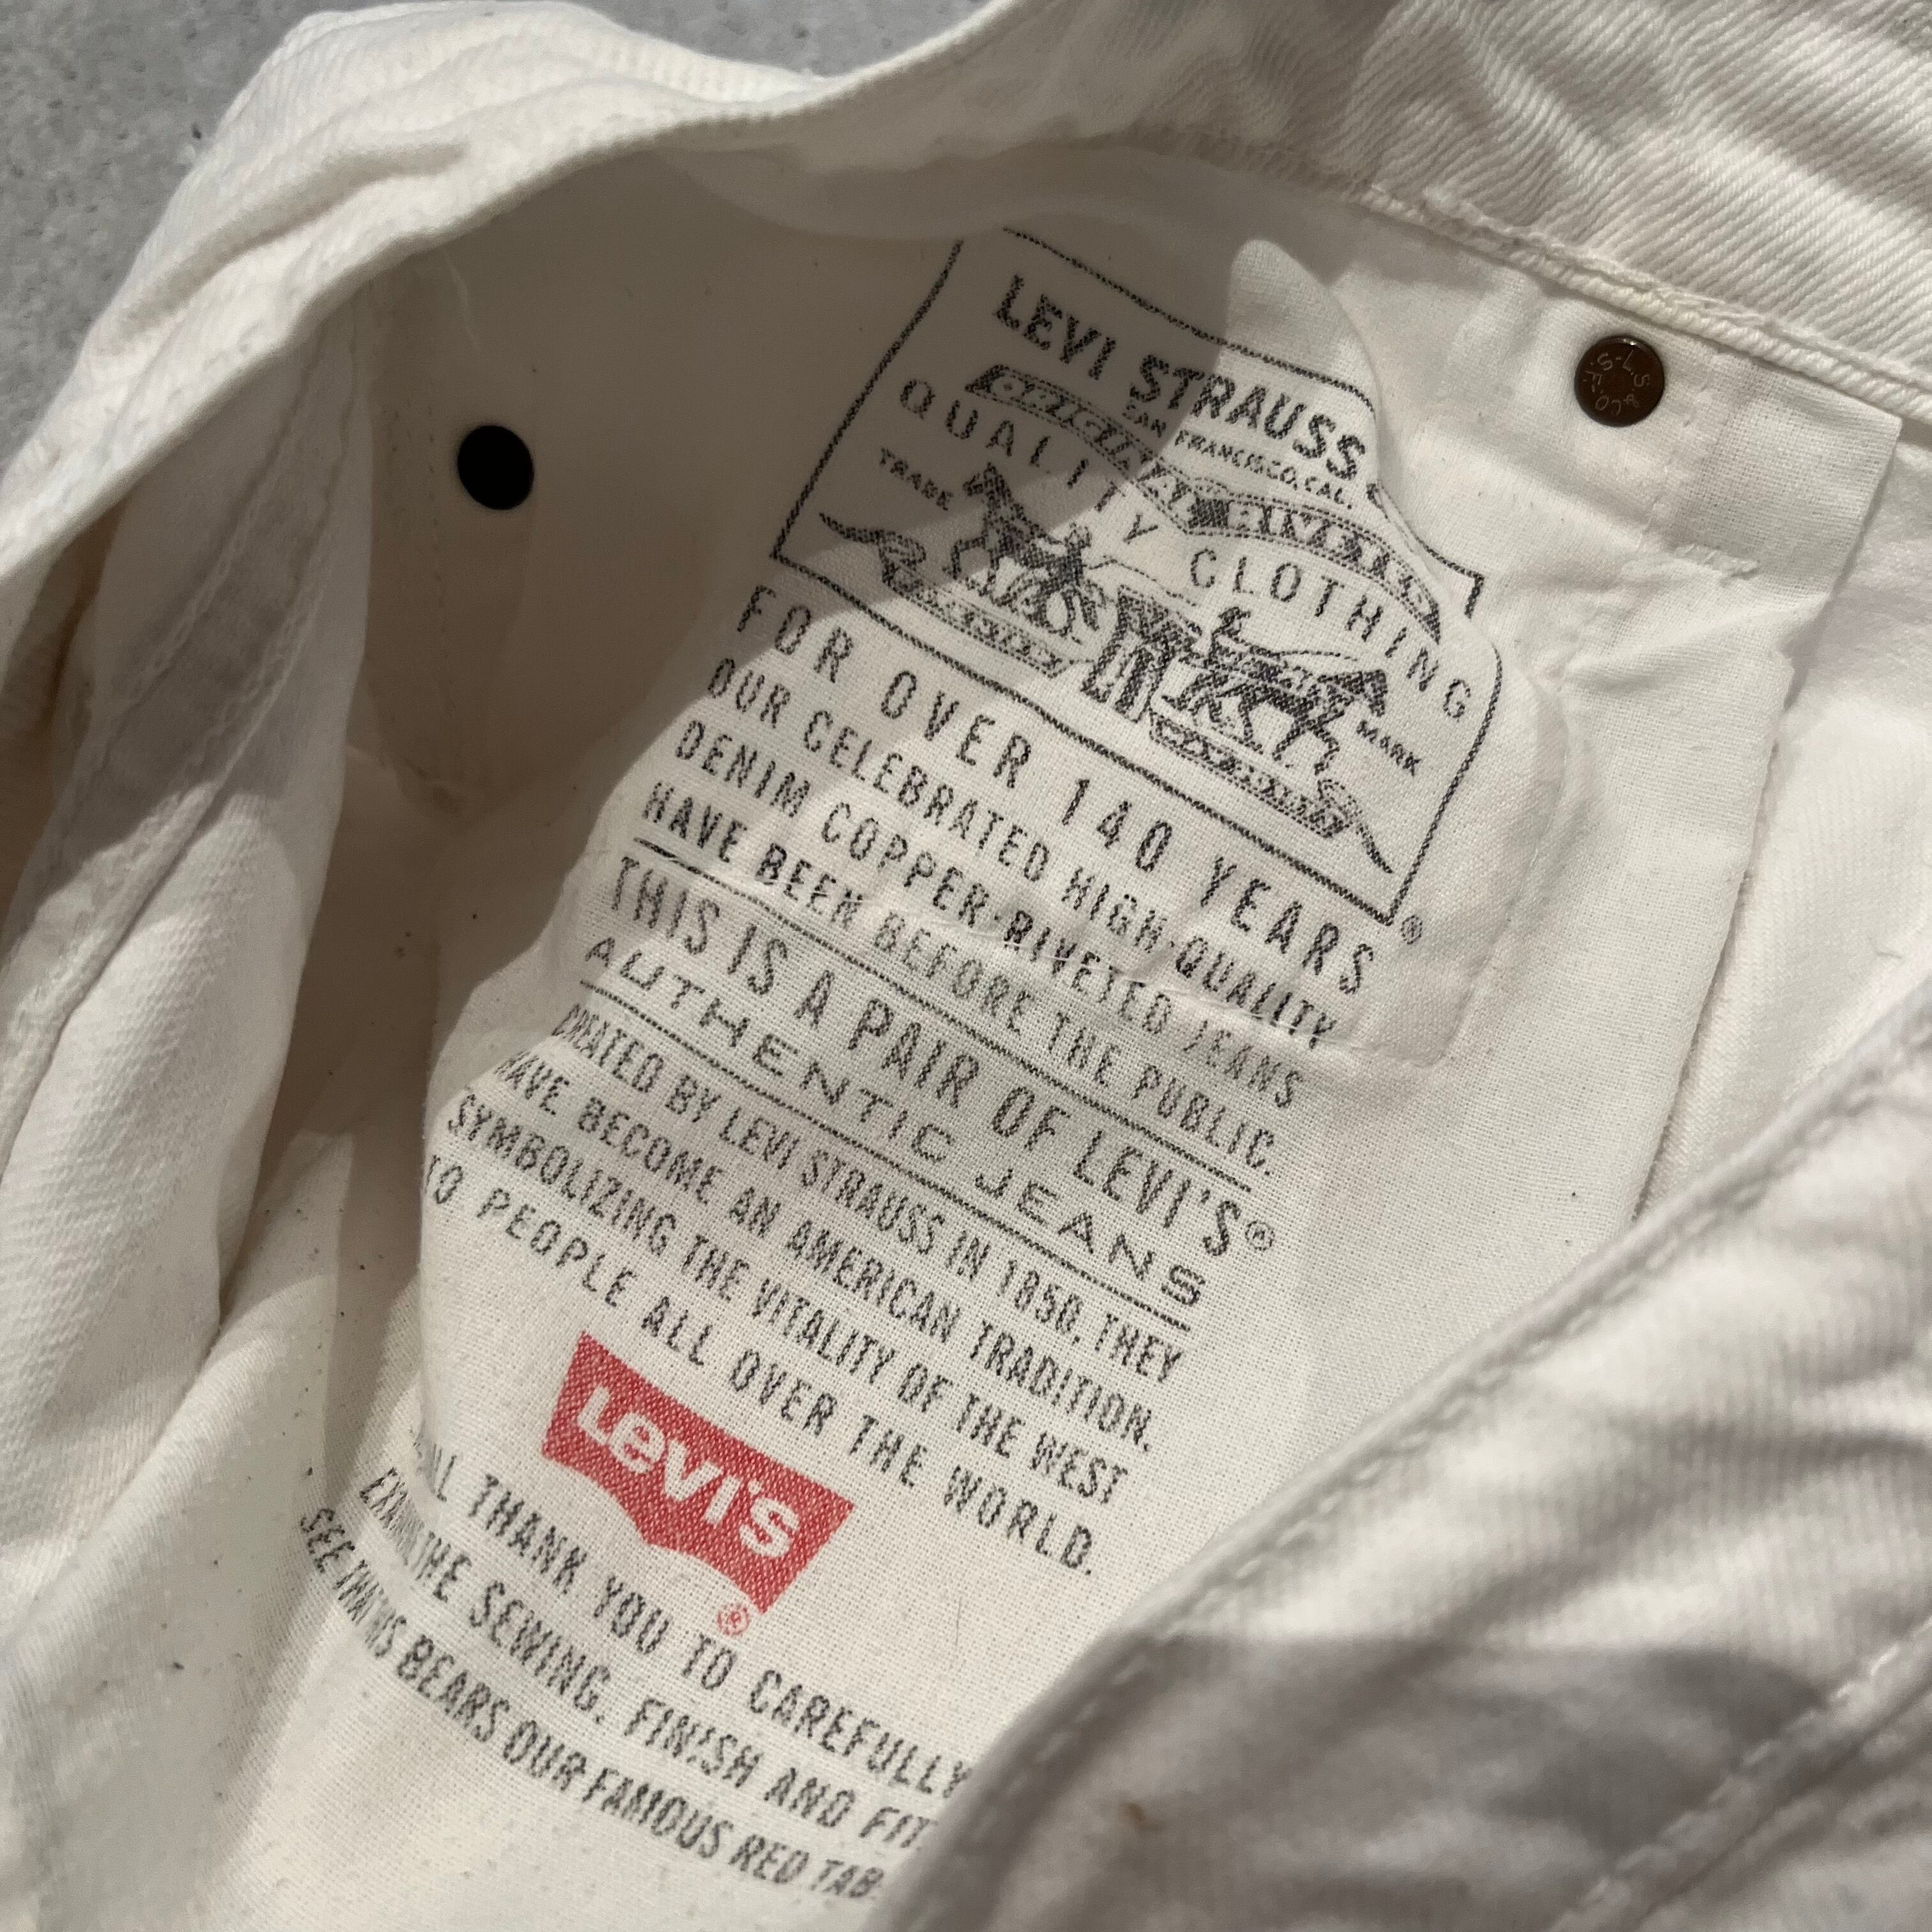 LEVI STRAUSS
SAN FRANCISCO, CAL.
QUALITY CLOTHING
TRADE MARK
®
FOR OVER 140 YEARS
OUR CELEBRATED HIGH-QUALITY
DENIM COPPER-RIVETED JEANS
HAVE BEEN BEFORE THE PUBLIC.
THIS IS A PAIR OF LEVI'S®
AUTHENTIC JEANS
CREATED BY LEVI STRAUSS IN 1850, THEY
HAVE BECOME AN AMERICAN TRADITION.
SYMBOLIZING THE VITALITY OF THE WEST
TO PEOPLE ALL OVER THE WORLD.
Levi's
®
THANK YOU TO CAREFULLY
THE SEWING, FINISH AND FIT
SEE BEARS OUR FAMOUS RED TAB.
L.S. & CO. S.F.